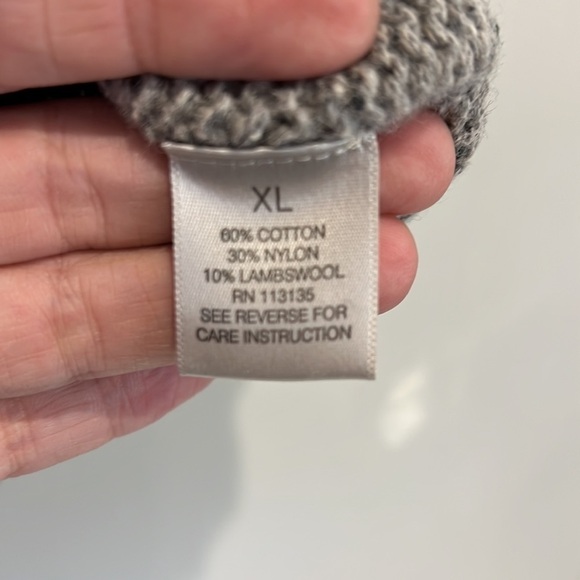 XL
60% COTTON
30% NYLON
10% LAMBSWOOL
RN 113135
SEE REVERSE FOR
CARE INSTRUCTION